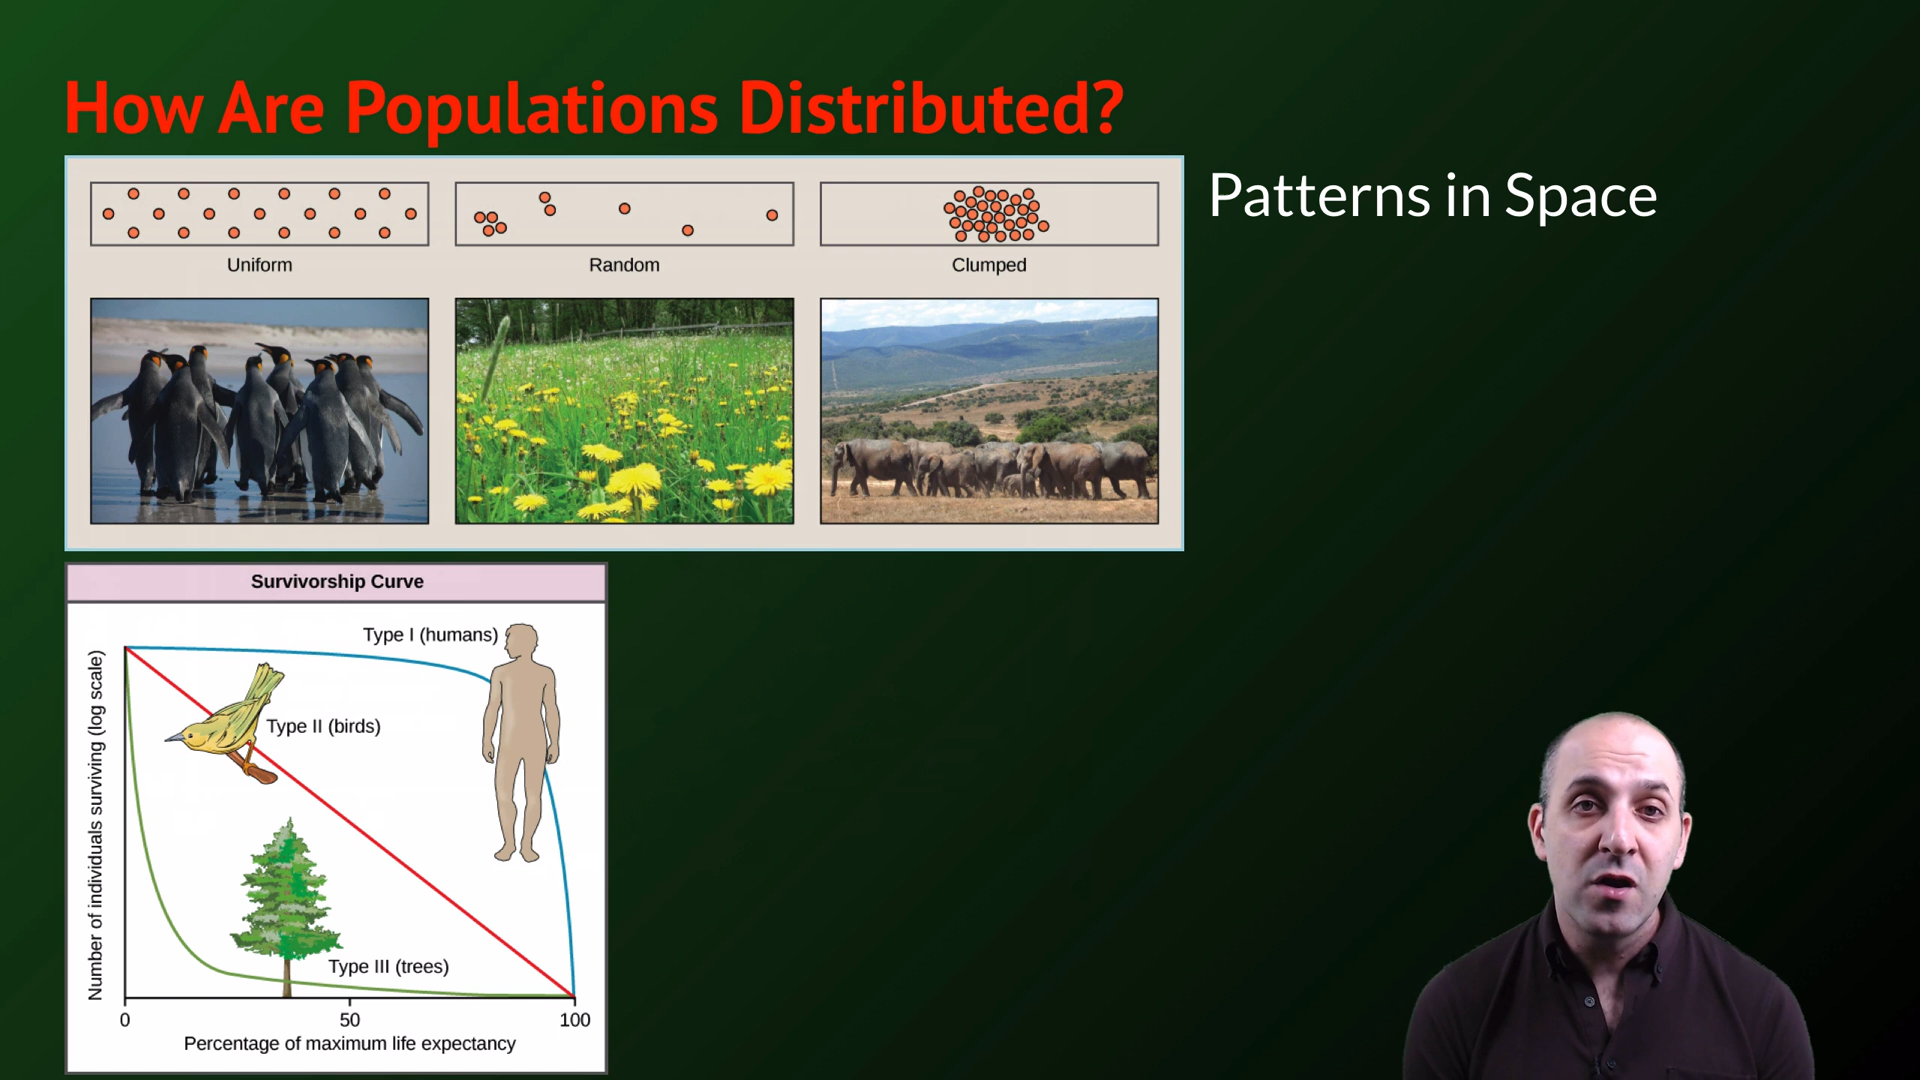 How Are Populations Distributed?
Patterns in Space
Uniform
Random
Clumped
Survivorship Curve
Type I (humans)
Type II (birds)
Type III (trees)
Number of individuals surviving (log scale)
0
50
100
Percentage of maximum life expectancy